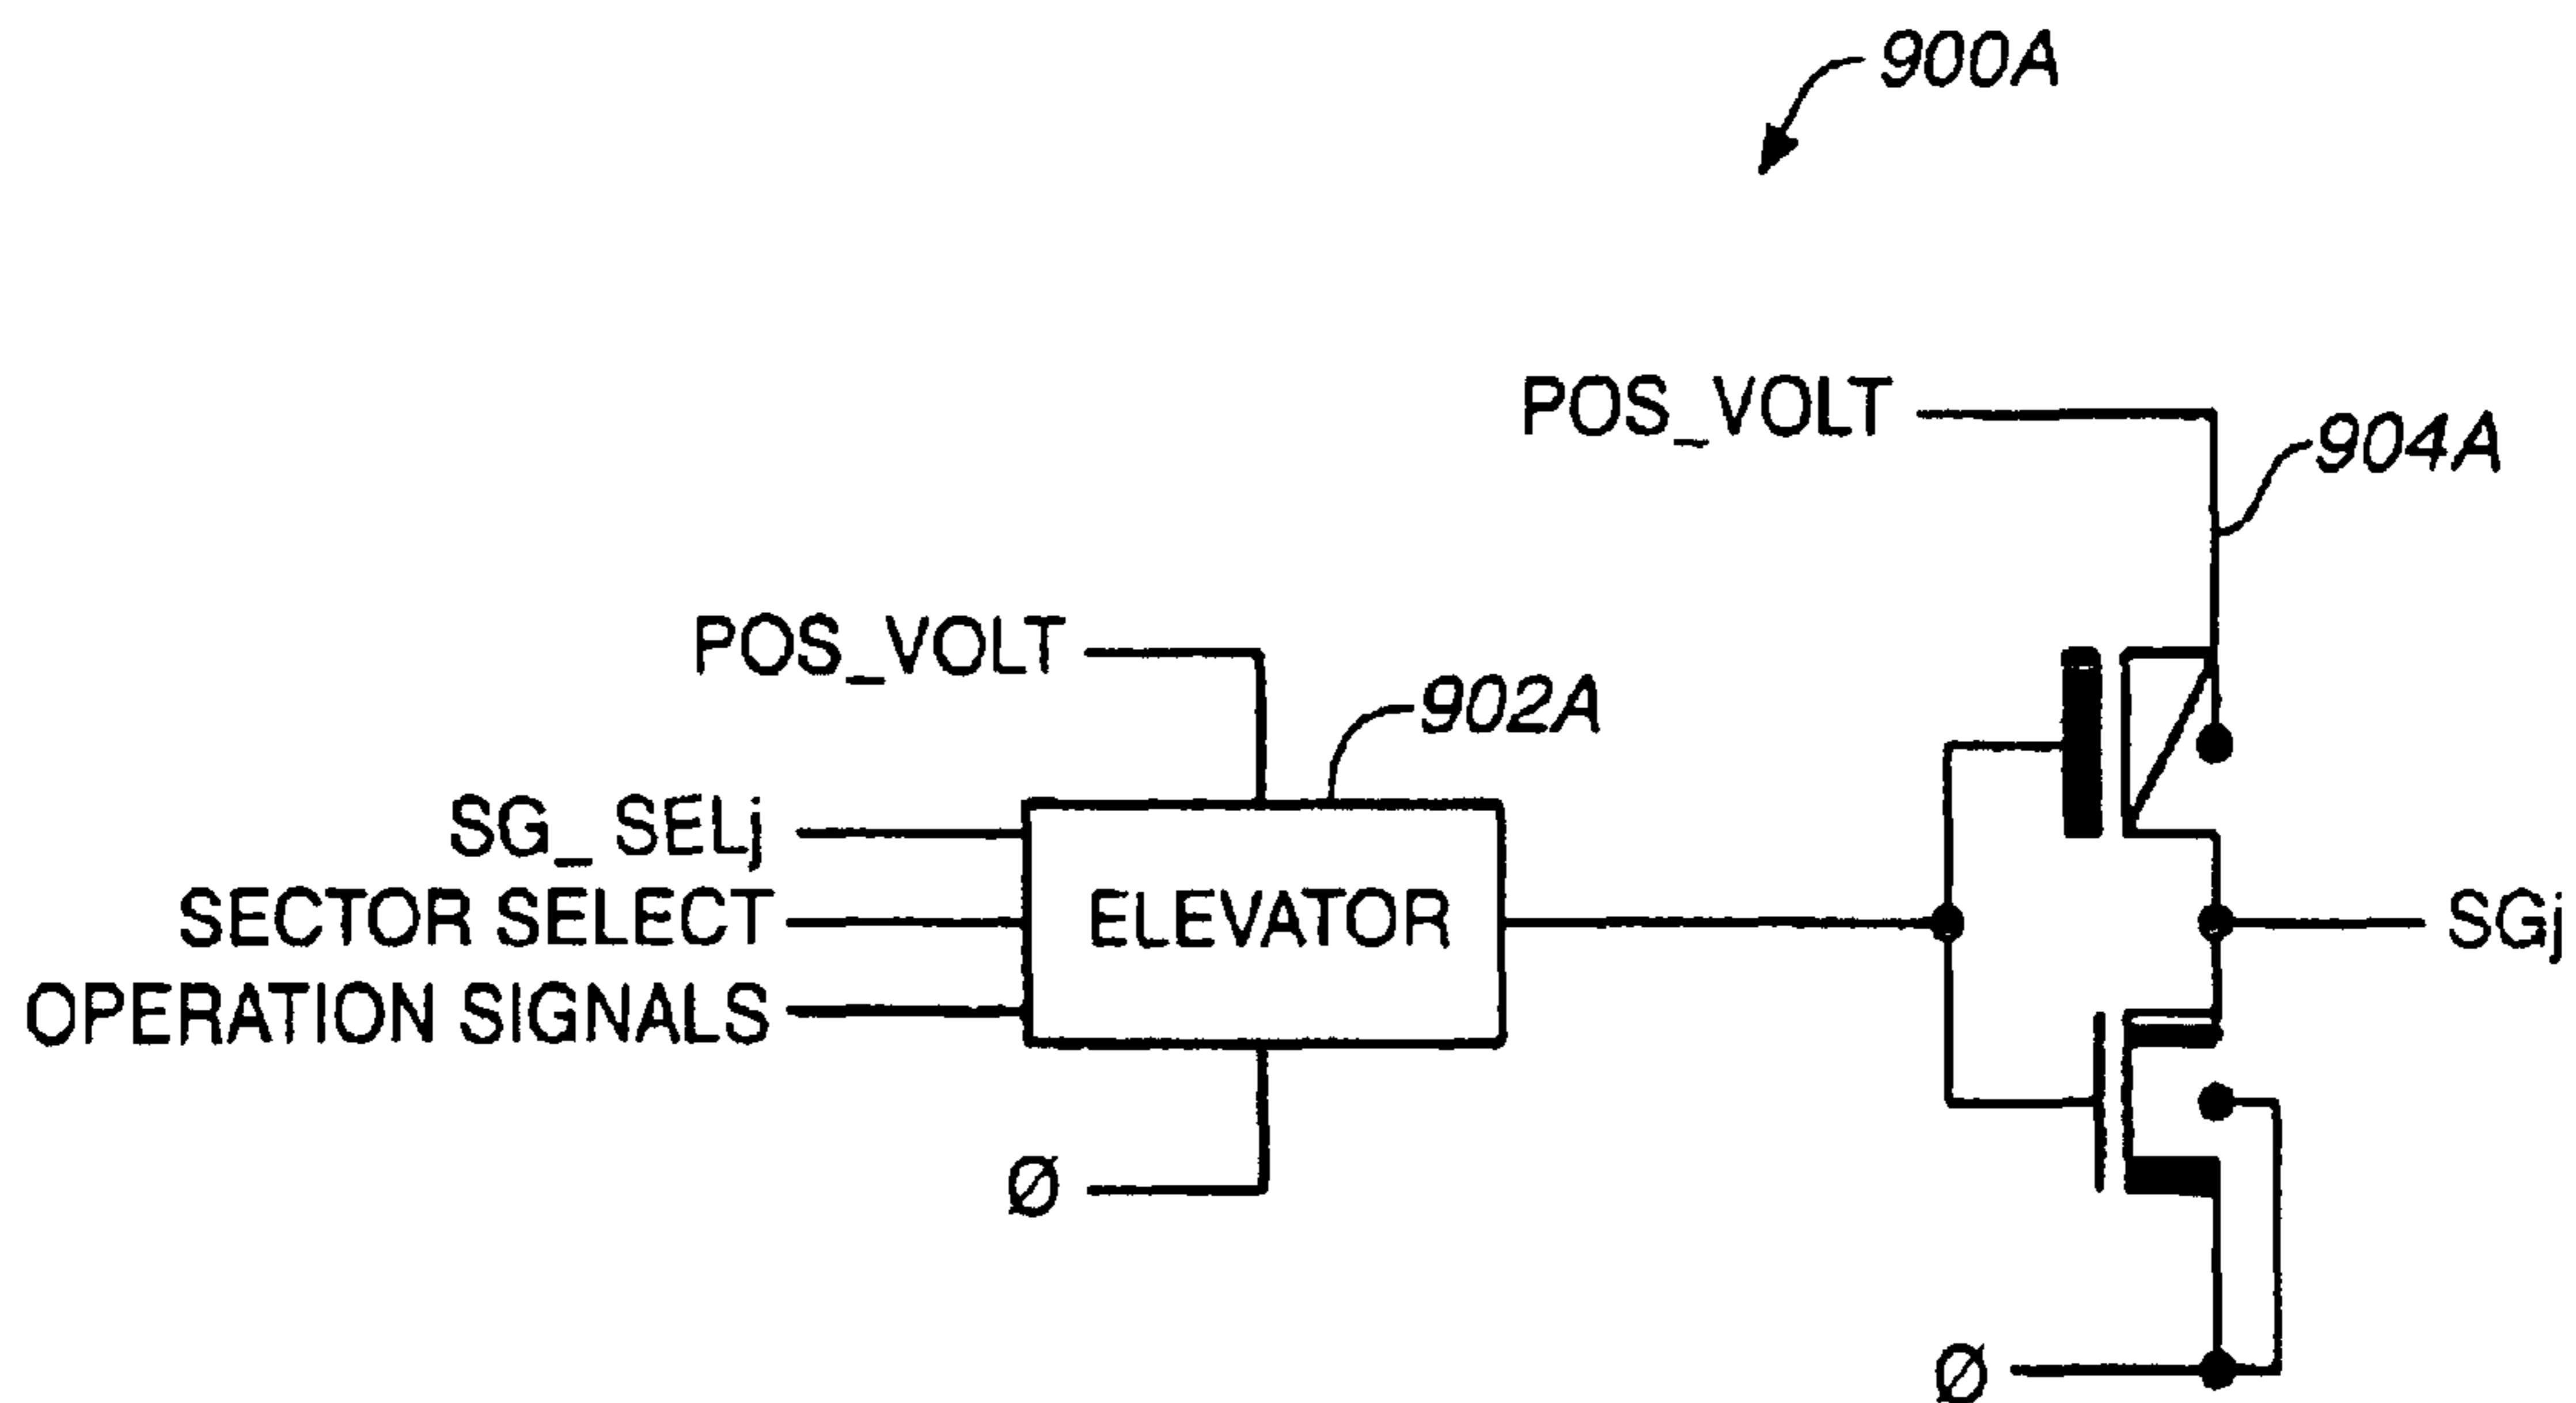 900A
POS_VOLT
904A
POS_VOLT
902A
SG_ SELj
SECTOR SELECT
ELEVATOR
SGj
OPERATION SIGNALS
Ø
Ø